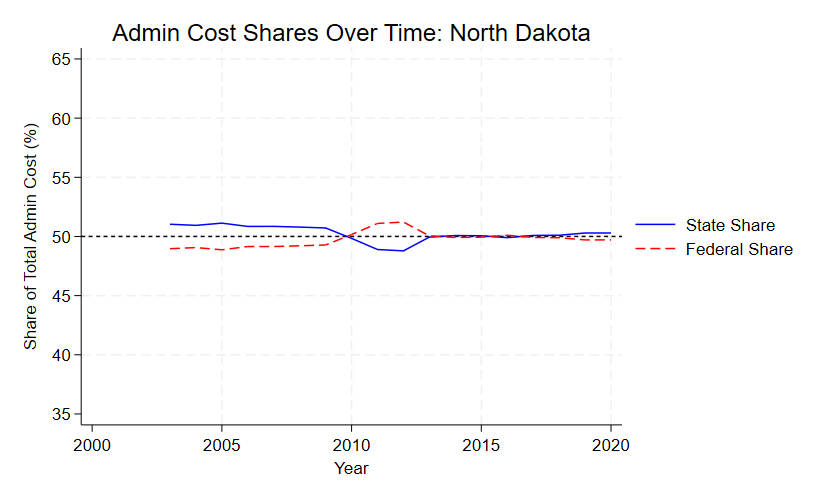 Admin Cost Shares Over Time: North Dakota
Share of Total Admin Cost (%)
65
60
55
50
45
40
35
2000 2005 2010 2015 2020
Year
State Share
Federal Share